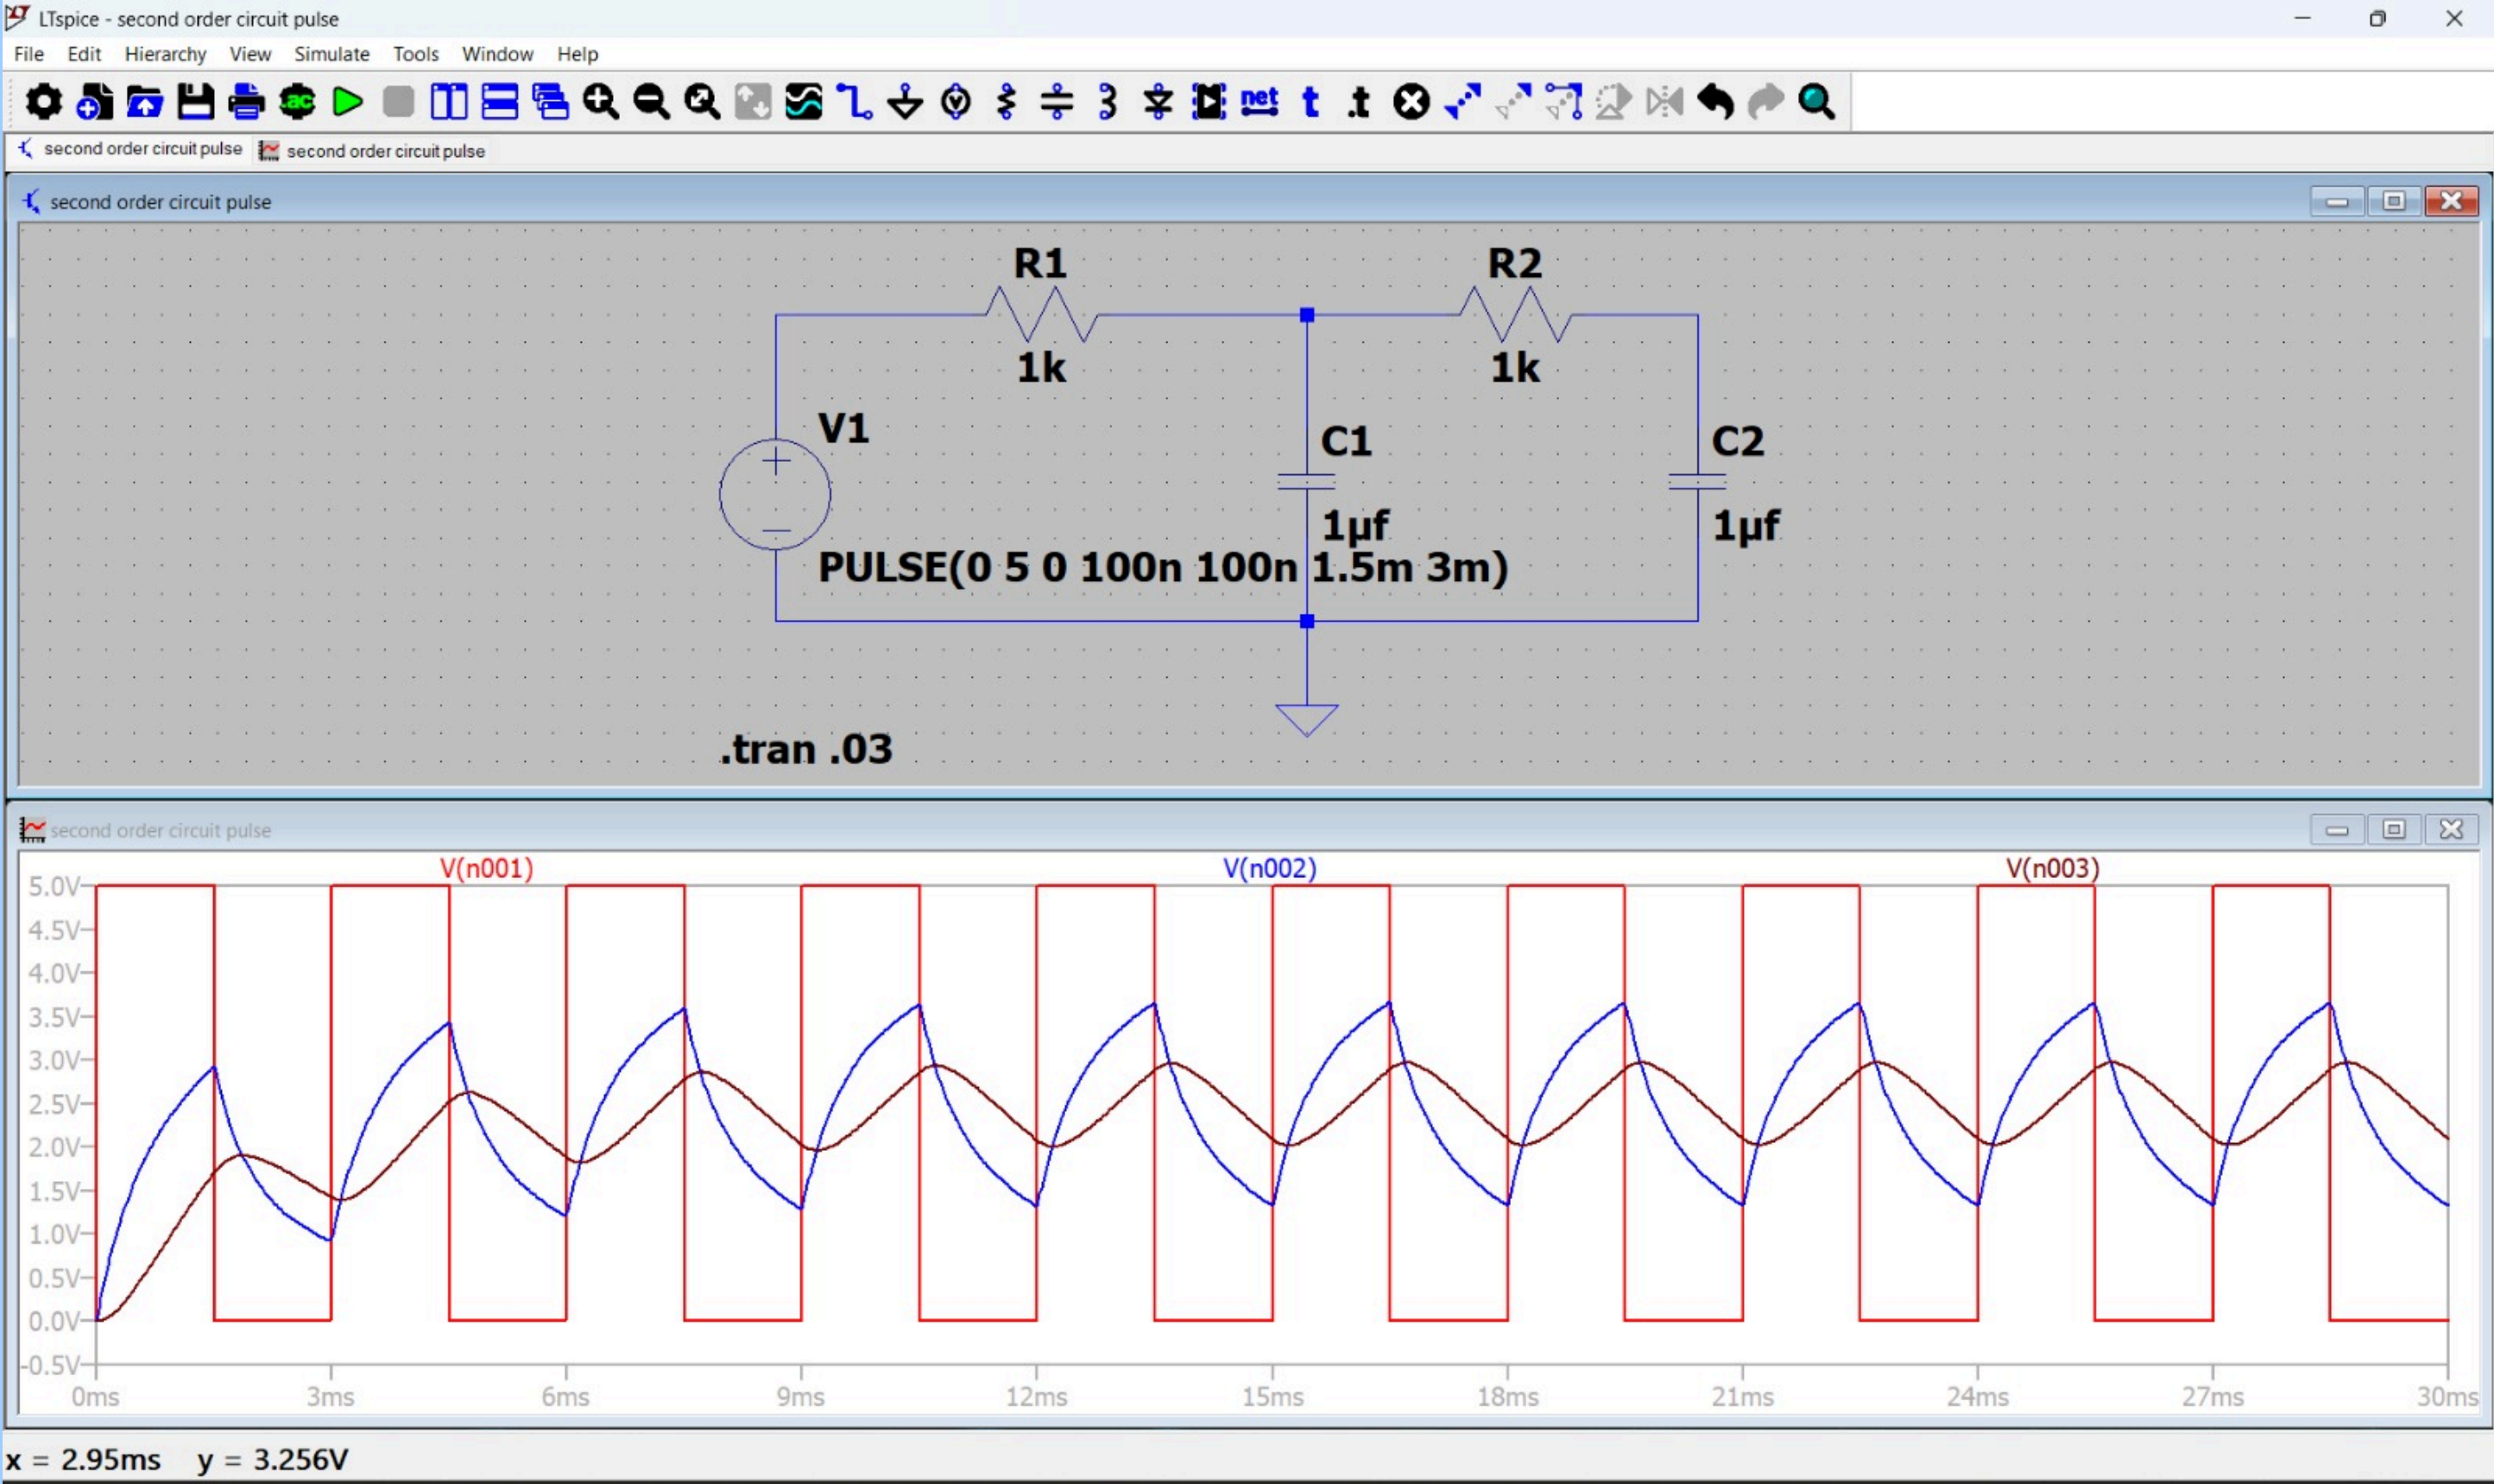 LTspice - second order circuit pulse
File Edit Hierarchy View Simulate Tools Window Help
.ac net t .t
second order circuit pulse second order circuit pulse
second order circuit pulse
R1 R2
1k 1k
V1
C1 C2
1µf 1µf
PULSE(0 5 0 100n 100n 1.5m 3m)
.tran .03
second order circuit pulse
V(n001) V(n002) V(n003)
5.0V
4.5V
4.0V
3.5V
3.0V
2.5V
2.0V
1.5V
1.0V
0.5V
0.0V
-0.5V
0ms 3ms 6ms 9ms 12ms 15ms 18ms 21ms 24ms 27ms 30ms
x = 2.95ms y = 3.256V